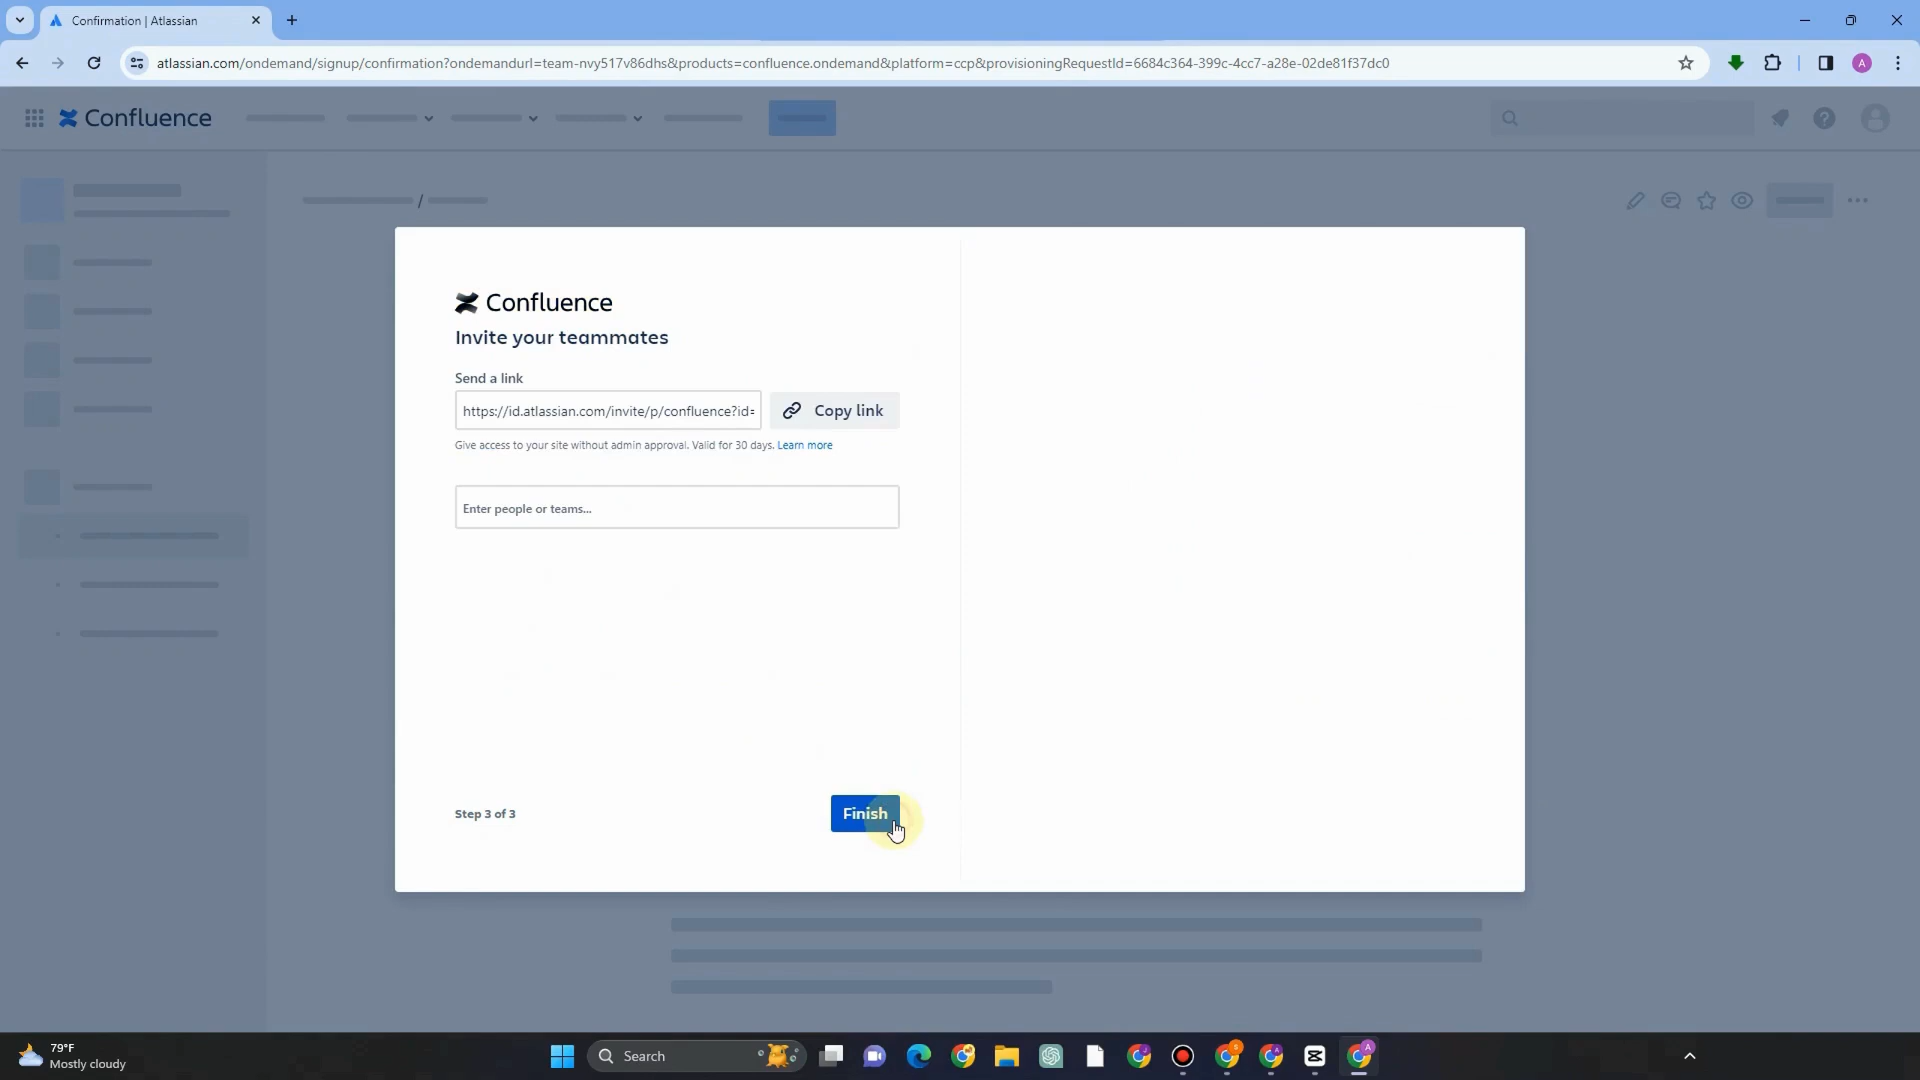 Confirmation | Atlassian
atlassian.com/ondemand/signup/confirmation?ondemandurl=team-nvy517v86dhs&products=confluence.ondemand&platform=ccp&provisioningRequestId=6684c364-399c-4cc7-a28e-02de81f37dc0
A
Confluence
/
Confluence
Invite your teammates
Send a link
https://id.atlassian.com/invite/p/confluence?id=
Copy link
Give access to your site without admin approval. Valid for 30 days. Learn more
Enter people or teams...
Step 3 of 3
Finish
79°F
Mostly cloudy
Search